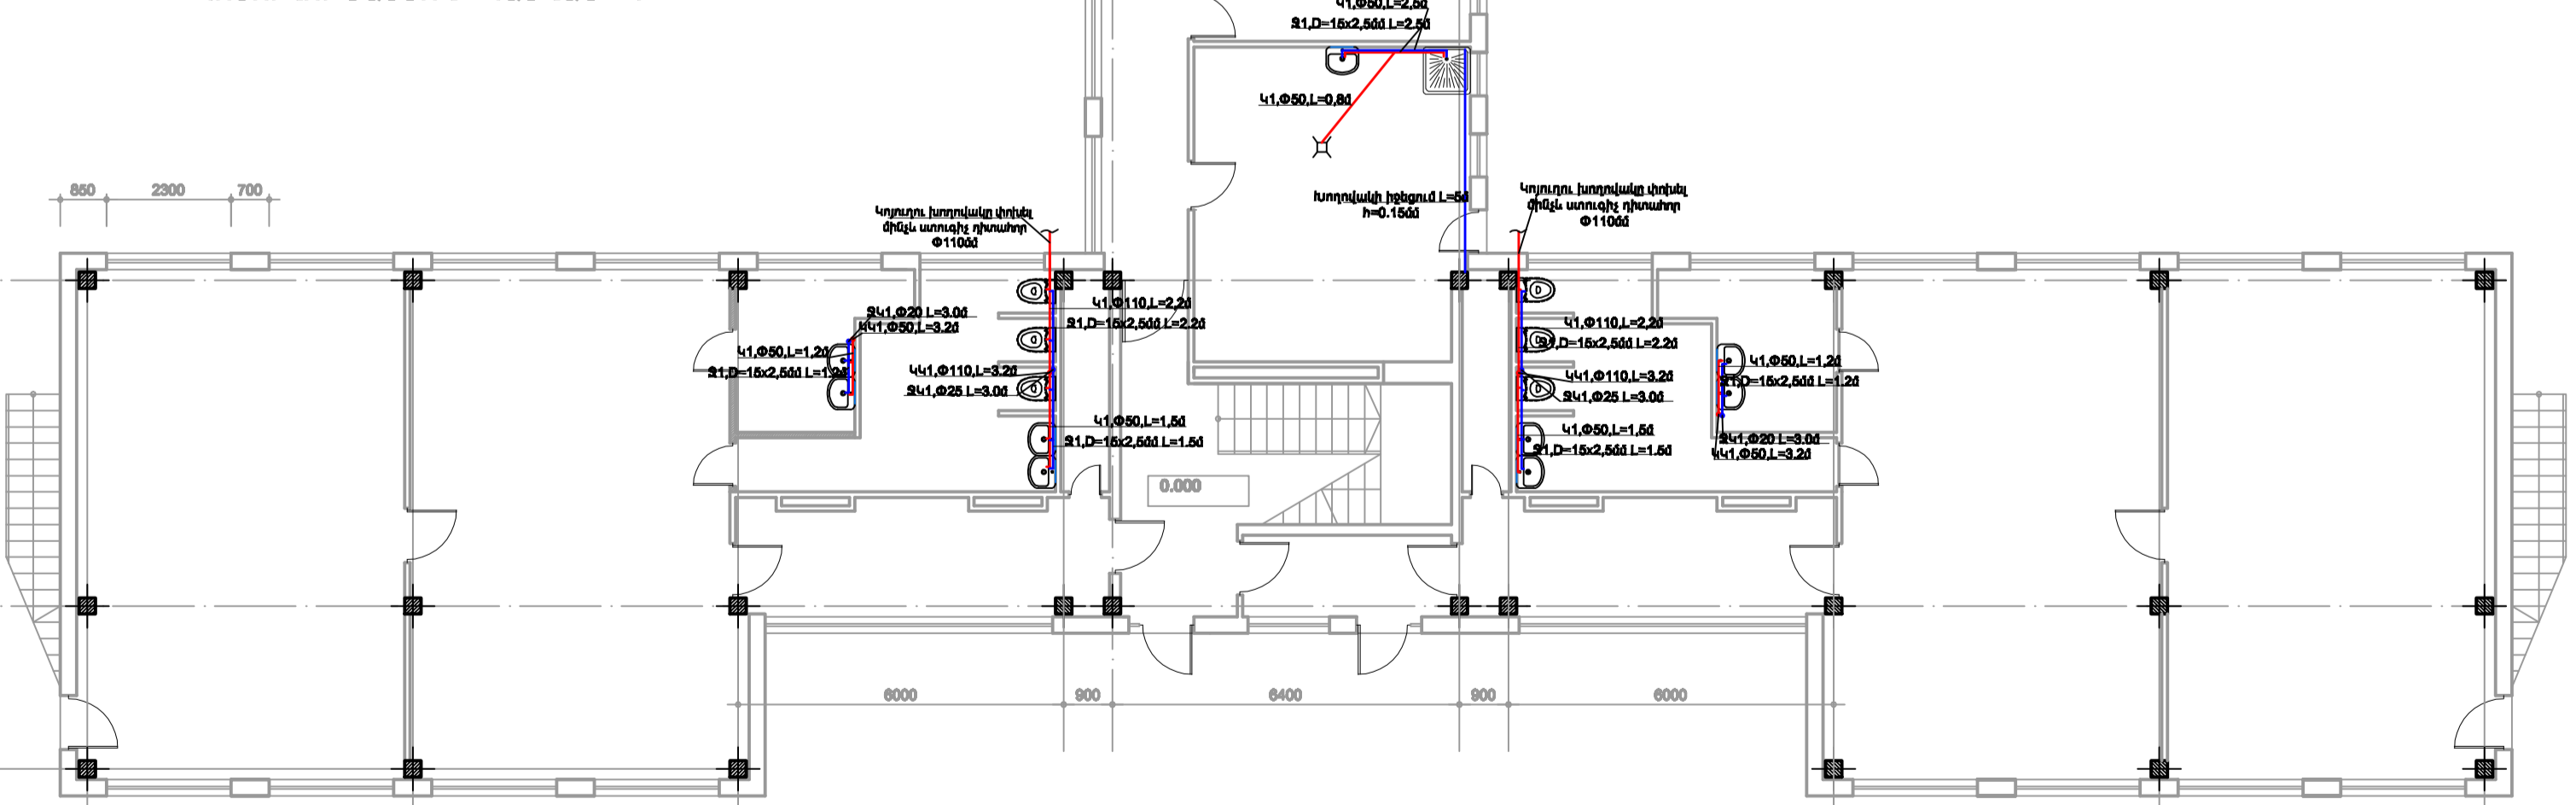 Կ1,Φ50,L=2,5մ
Ջ1,D=15x2,5մմ L=2.5մ
Կ1,Φ50,L=0,8մ
850
2300
700
Խողովակի իջեցում L=5մ
h=0.15մմ
Կոյուղու խողովակը փոխել
մինչև ստուգիչ դիտահոր
Φ110մմ
Կոյուղու խողովակը փոխել
մինչև ստուգիչ դիտահոր
Φ110մմ
ՋԿ1,Φ20 L=3.0մ
ԿԿ1,Φ50,L=3.2մ
Կ1,Φ50,L=1,2մ
Ջ1,D=15x2,5մմ L=1.2մ
Կ1,Φ110,L=2,2մ
Ջ1,D=15x2,5մմ L=2.2մ
ԿԿ1,Φ110,L=3.2մ
ՋԿ1,Φ25 L=3.0մ
Կ1,Φ50,L=1,5մ
Ջ1,D=15x2,5մմ L=1.5մ
Կ1,Φ110,L=2,2մ
Ջ1,D=15x2,5մմ L=2.2մ
ԿԿ1,Φ110,L=3.2մ
ՋԿ1,Φ25 L=3.0մ
Կ1,Φ50,L=1,5մ
Ջ1,D=15x2,5մմ L=1.5մ
Կ1,Φ50,L=1,2մ
Ջ1,D=15x2,5մմ L=1.2մ
ՋԿ1,Φ20 L=3.0մ
ԿԿ1,Φ50,L=3.2մ
0.000
6000
900
6400
900
6000